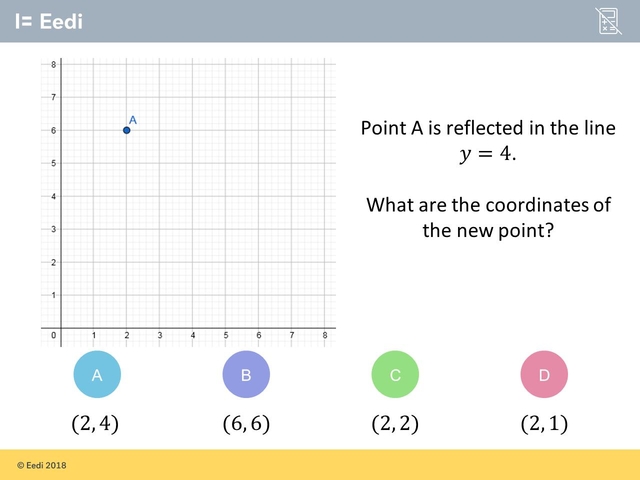 I= Eedi
8
7
A
6
5
4
3
2
1
0 1 2 3 4 5 6 7 8
Point A is reflected in the line
y = 4.
What are the coordinates of
the new point?
A B C D
(2, 4) (6, 6) (2, 2) (2, 1)
© Eedi 2018